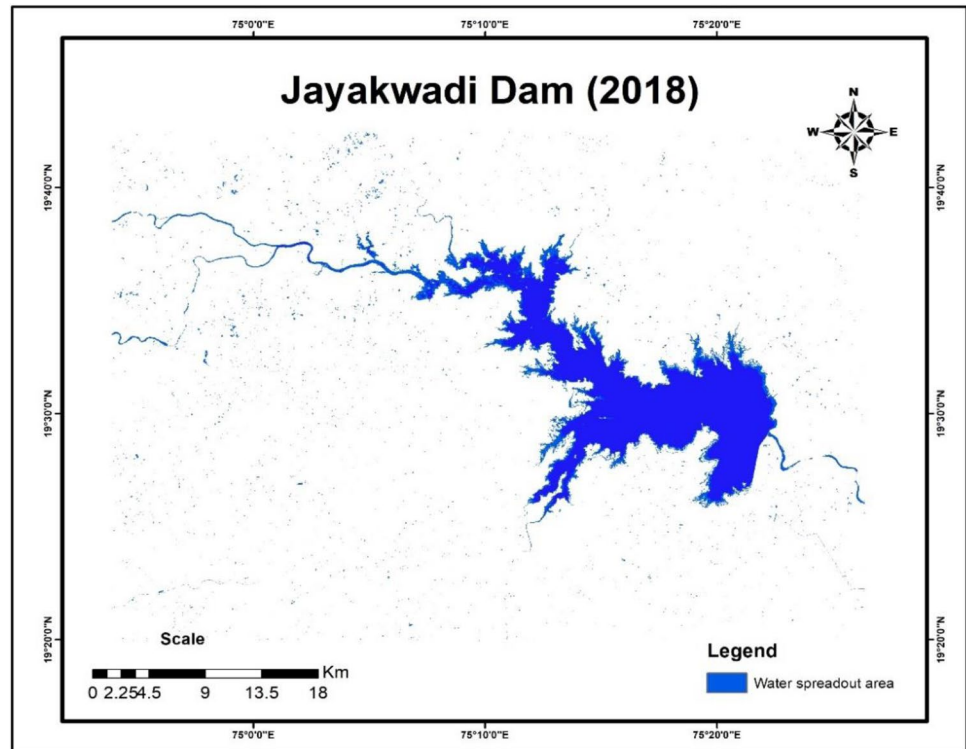 75°0'0"E 75°10'0"E 75°20'0"E
Jayakwadi Dam (2018)
N
W E
S
19°40'0"N 19°40'0"N
19°30'0"N 19°30'0"N
19°20'0"N 19°20'0"N
Scale
Km
0 2.25 4.5 9 13.5 18
Legend
Water spreadout area
75°0'0"E 75°10'0"E 75°20'0"E